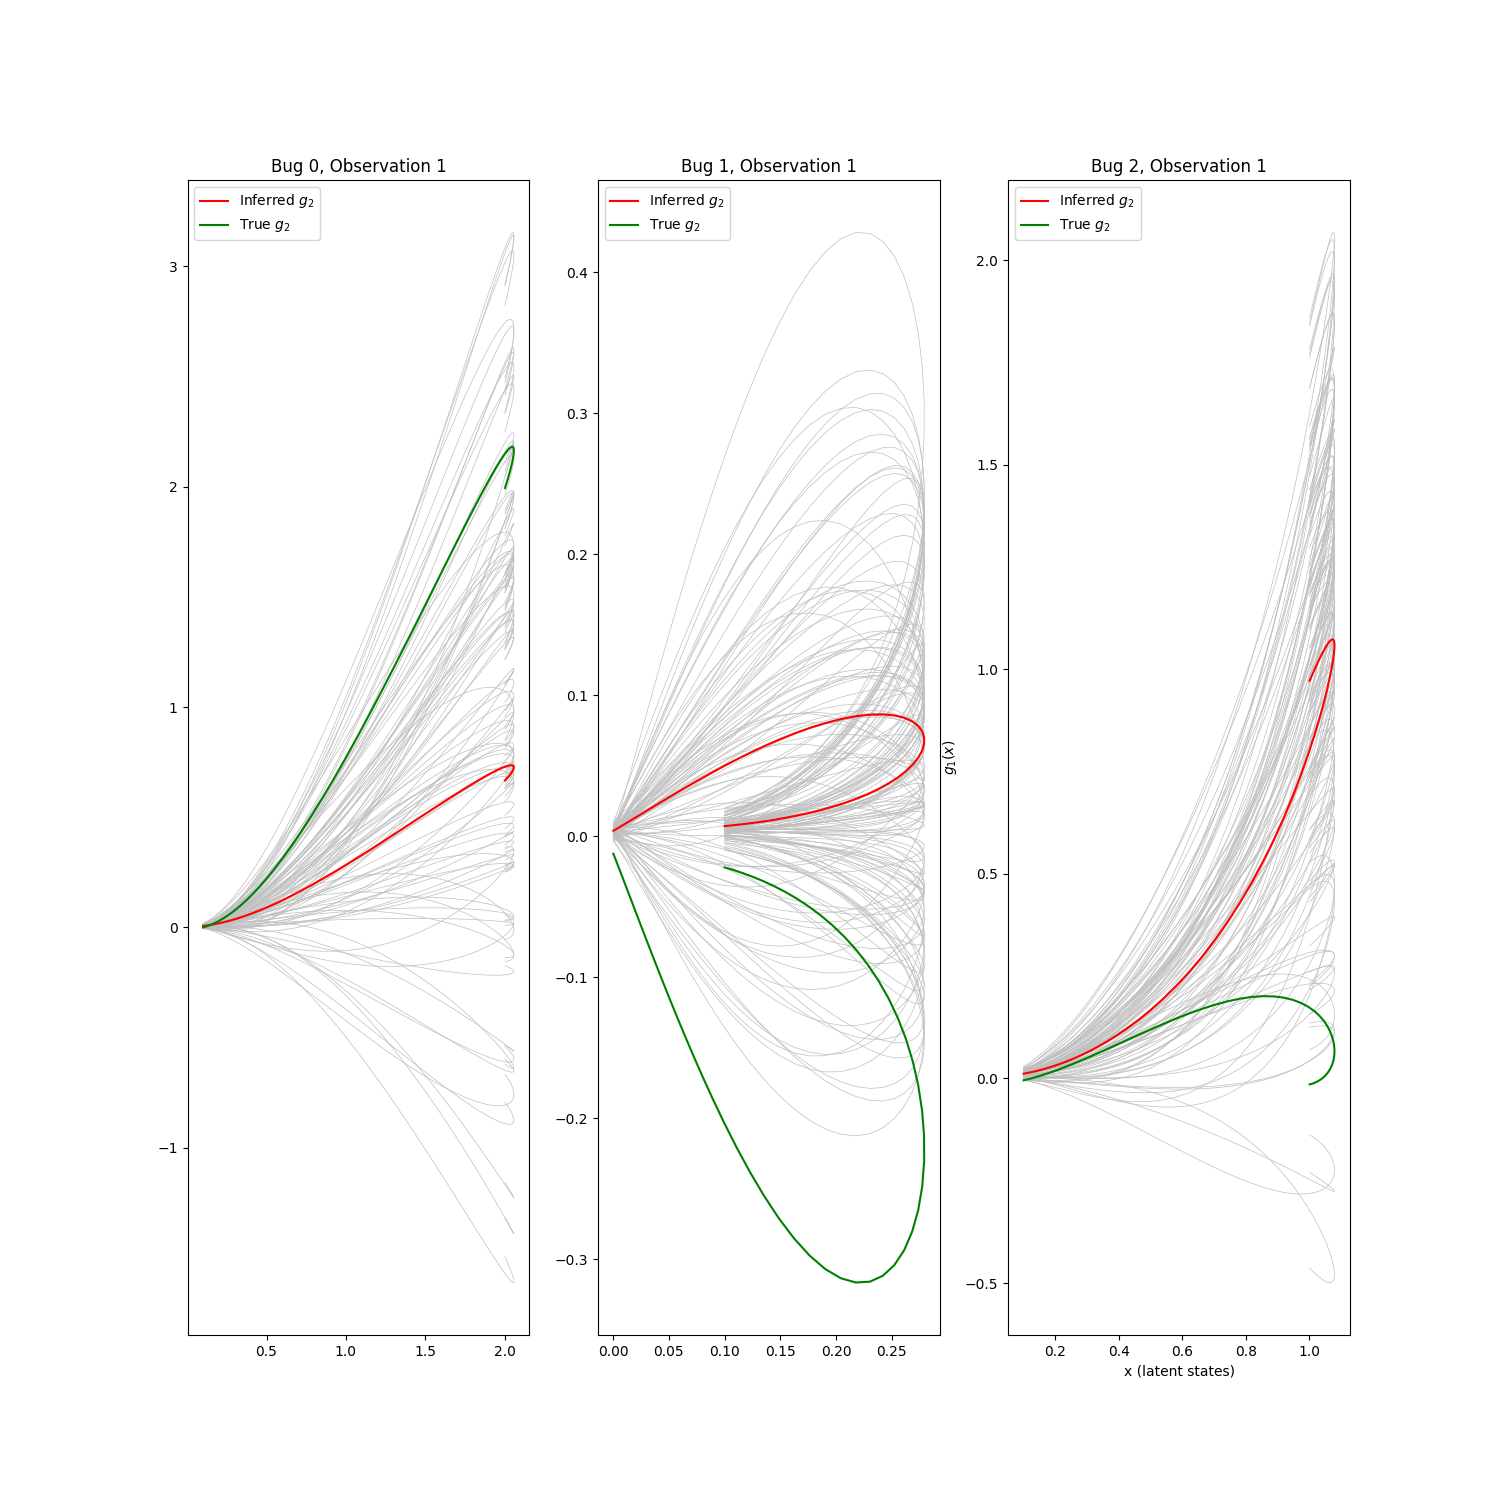 Bug 0, Observation 1
Inferred g₂
True g₂
3
2
1
0
−1
0.5 1.0 1.5 2.0
Bug 1, Observation 1
Inferred g₂
True g₂
0.4
0.3
0.2
0.1
0.0
−0.1
−0.2
−0.3
0.00 0.05 0.10 0.15 0.20 0.25
Bug 2, Observation 1
Inferred g₂
True g₂
g₁(x)
2.0
1.5
1.0
0.5
0.0
−0.5
0.2 0.4 0.6 0.8 1.0
x (latent states)